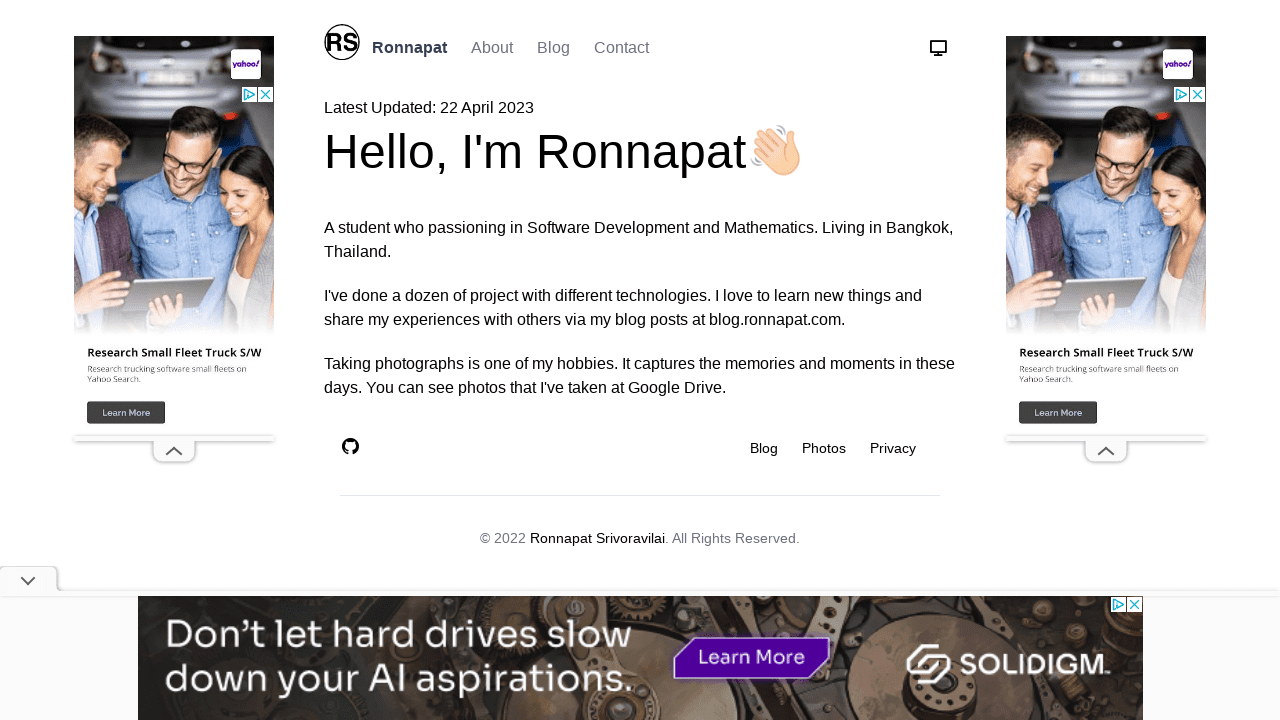 RS
Ronnapat About Blog Contact
Latest Updated: 22 April 2023
Hello, I'm Ronnapat👋🏻
A student who passioning in Software Development and Mathematics. Living in Bangkok,
Thailand.
I've done a dozen of project with different technologies. I love to learn new things and
share my experiences with others via my blog posts at blog.ronnapat.com.
Taking photographs is one of my hobbies. It captures the memories and moments in these
days. You can see photos that I've taken at Google Drive.
Blog Photos Privacy
© 2022 Ronnapat Srivoravilai. All Rights Reserved.
yahoo!
Research Small Fleet Truck S/W
Research trucking software small fleets on
Yahoo Search.
Learn More
yahoo!
Research Small Fleet Truck S/W
Research trucking software small fleets on
Yahoo Search.
Learn More
Don't let hard drives slow
down your AI aspirations.
Learn More
SOLIDIGM